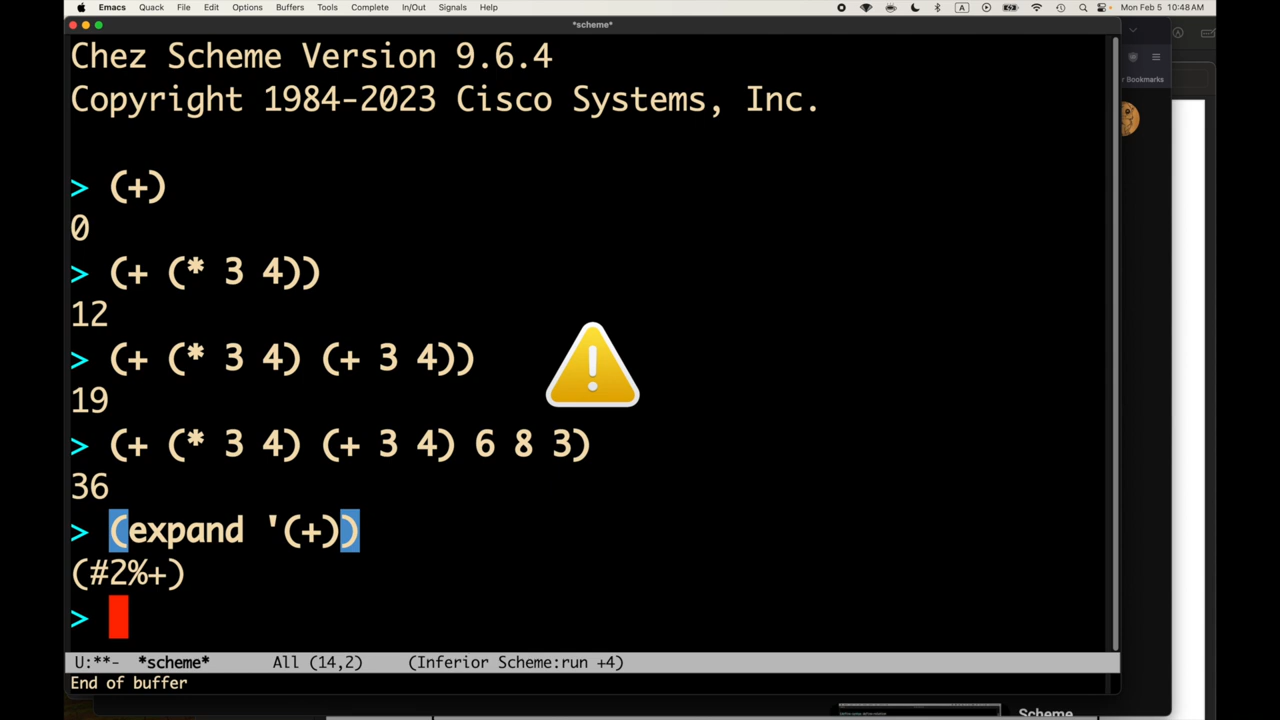 Emacs Quack File Edit Options Buffers Tools Complete In/Out Signals Help A Mon Feb 5 10:48 AM
*scheme*
Chez Scheme Version 9.6.4
Copyright 1984-2023 Cisco Systems, Inc.
> (+)
0
> (+ (* 3 4))
12
> (+ (* 3 4) (+ 3 4))
19
> (+ (* 3 4) (+ 3 4) 6 8 3)
36
> (expand '(+))
(#2%+)
>
U:**- *scheme* All (14,2) (Inferior Scheme:run +4)
End of buffer
Bookmarks
Scheme